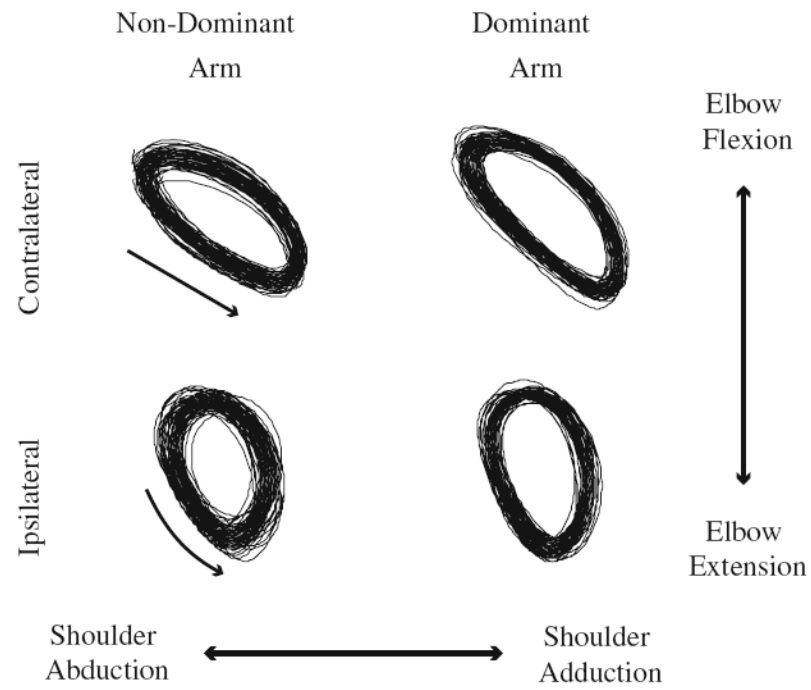 Non-Dominant
Arm
Dominant
Arm
Elbow
Flexion
Contralateral
Ipsilateral
Elbow
Extension
Shoulder
Abduction
Shoulder
Adduction